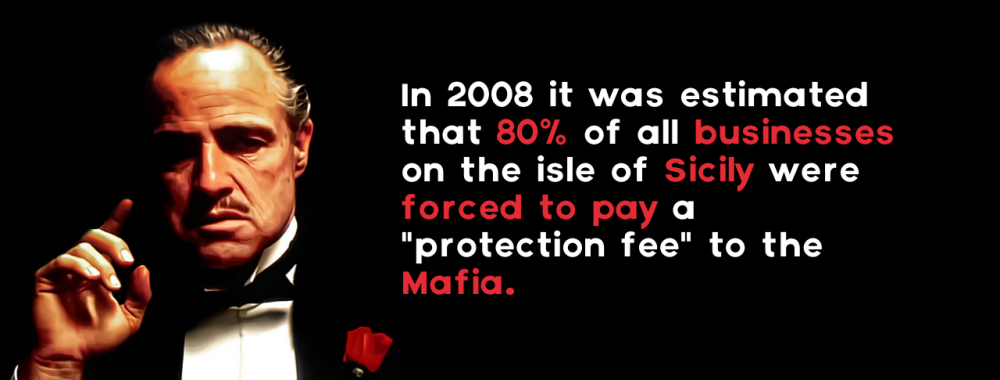 In 2008 it was estimated
that 80% of all businesses
on the isle of Sicily were
forced to pay a
"protection fee" to the
Mafia.